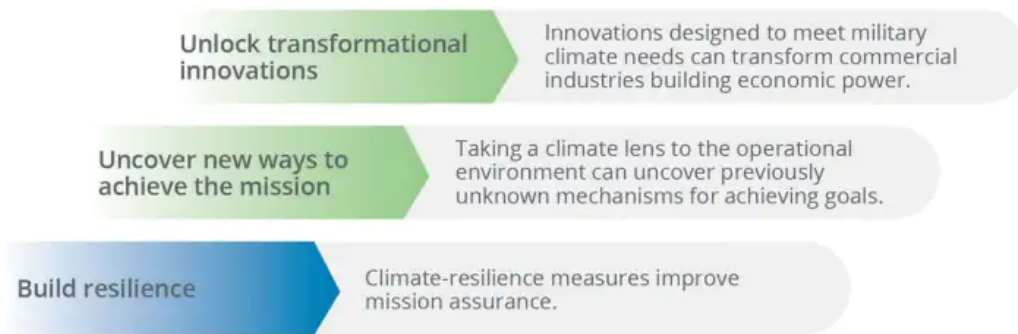 Unlock transformational
innovations
Innovations designed to meet military
climate needs can transform commercial
industries building economic power.
Uncover new ways to
achieve the mission
Taking a climate lens to the operational
environment can uncover previously
unknown mechanisms for achieving goals.
Build resilience
Climate-resilience measures improve
mission assurance.